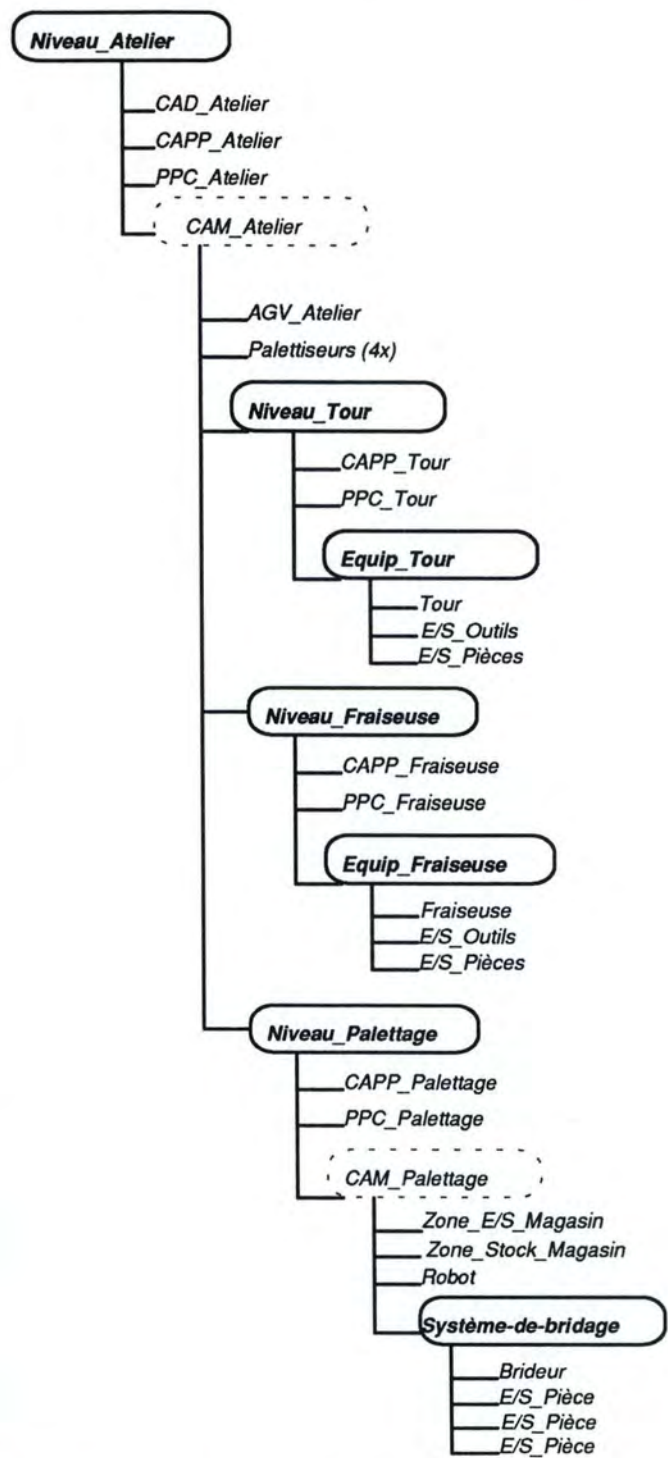 Niveau_Atelier
CAD_Atelier
CAPP_Atelier
PPC_Atelier
CAM_Atelier
AGV_Atelier
Palettiseurs (4x)
Niveau_Tour
CAPP_Tour
PPC_Tour
Equip_Tour
Tour
E/S_Outils
E/S_Pièces
Niveau_Fraiseuse
CAPP_Fraiseuse
PPC_Fraiseuse
Equip_Fraiseuse
Fraiseuse
E/S_Outils
E/S_Pièces
Niveau_Palettage
CAPP_Palettage
PPC_Palettage
CAM_Palettage
Zone_E/S_Magasin
Zone_Stock_Magasin
Robot
Système-de-bridage
Brideur
E/S_Pièce
E/S_Pièce
E/S_Pièce